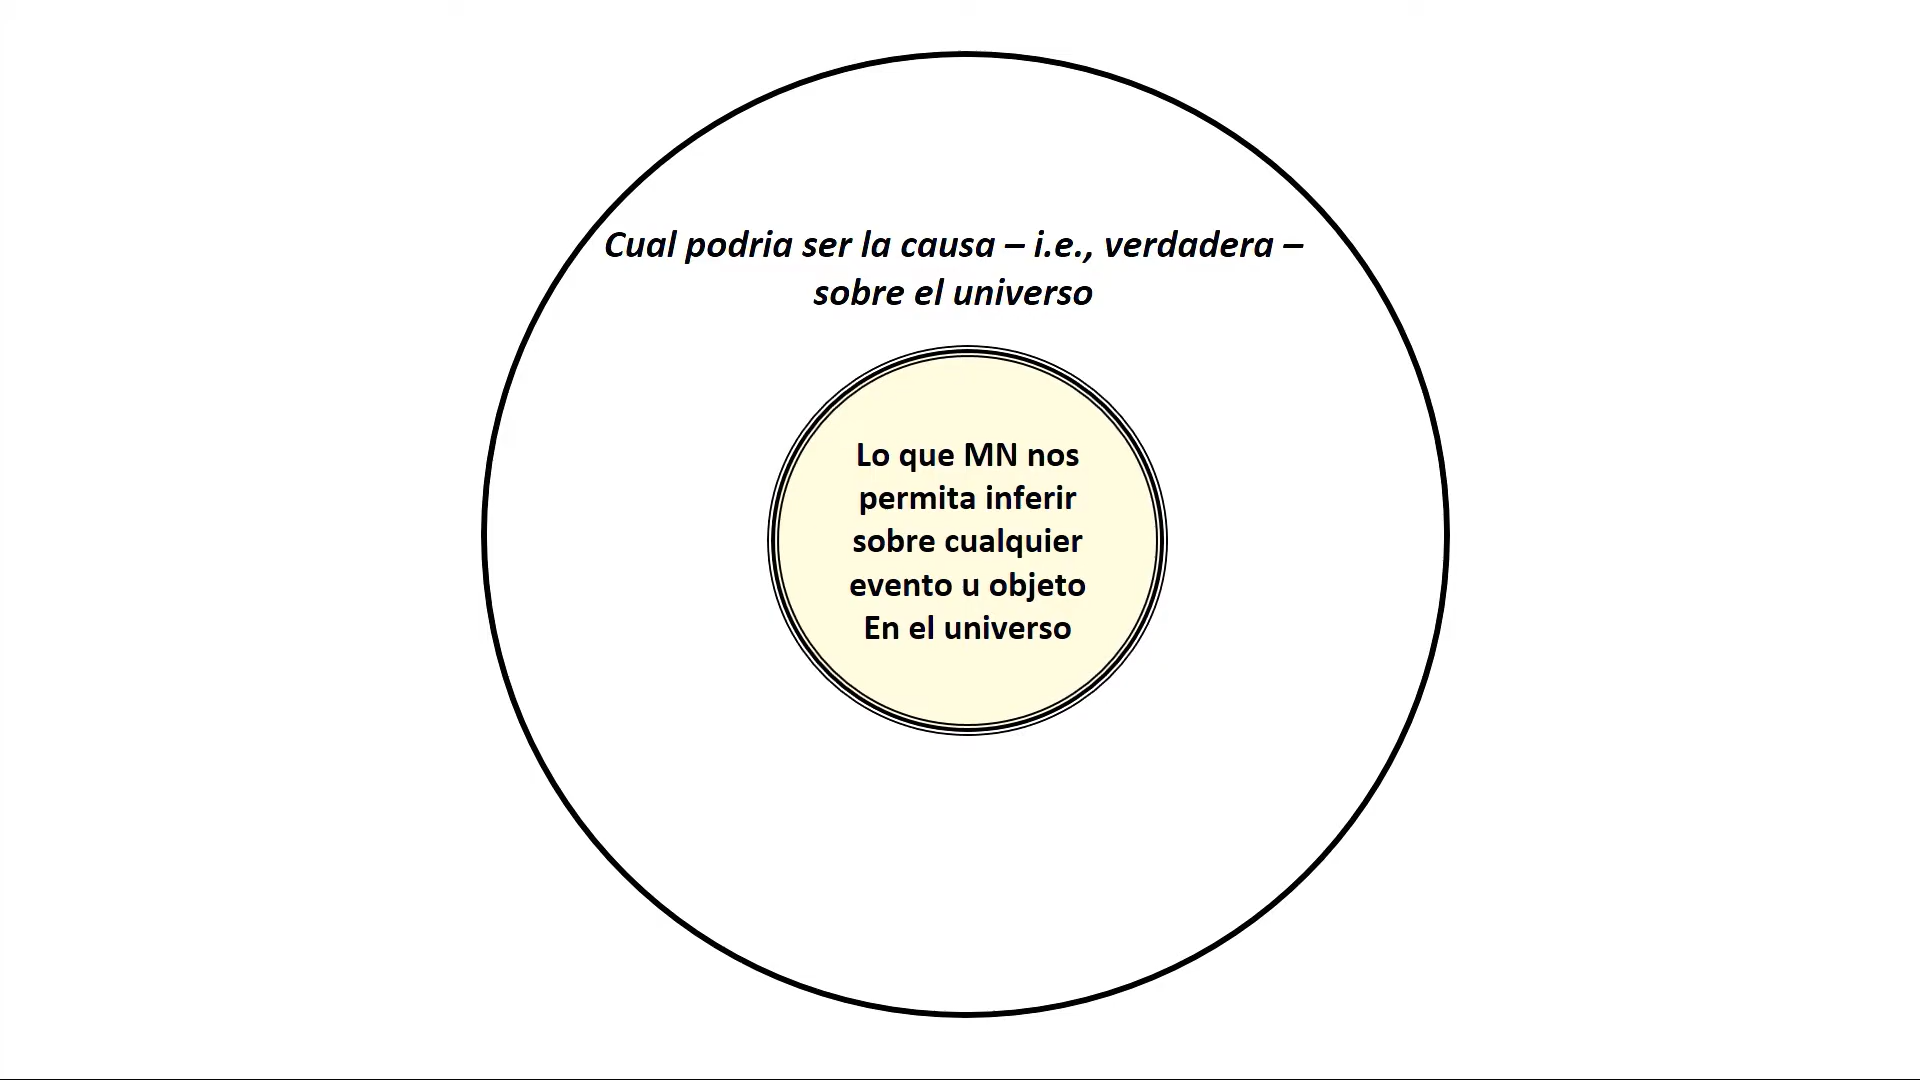 Cual podria ser la causa – i.e., verdadera –
sobre el universo
Lo que MN nos
permita inferir
sobre cualquier
evento u objeto
En el universo